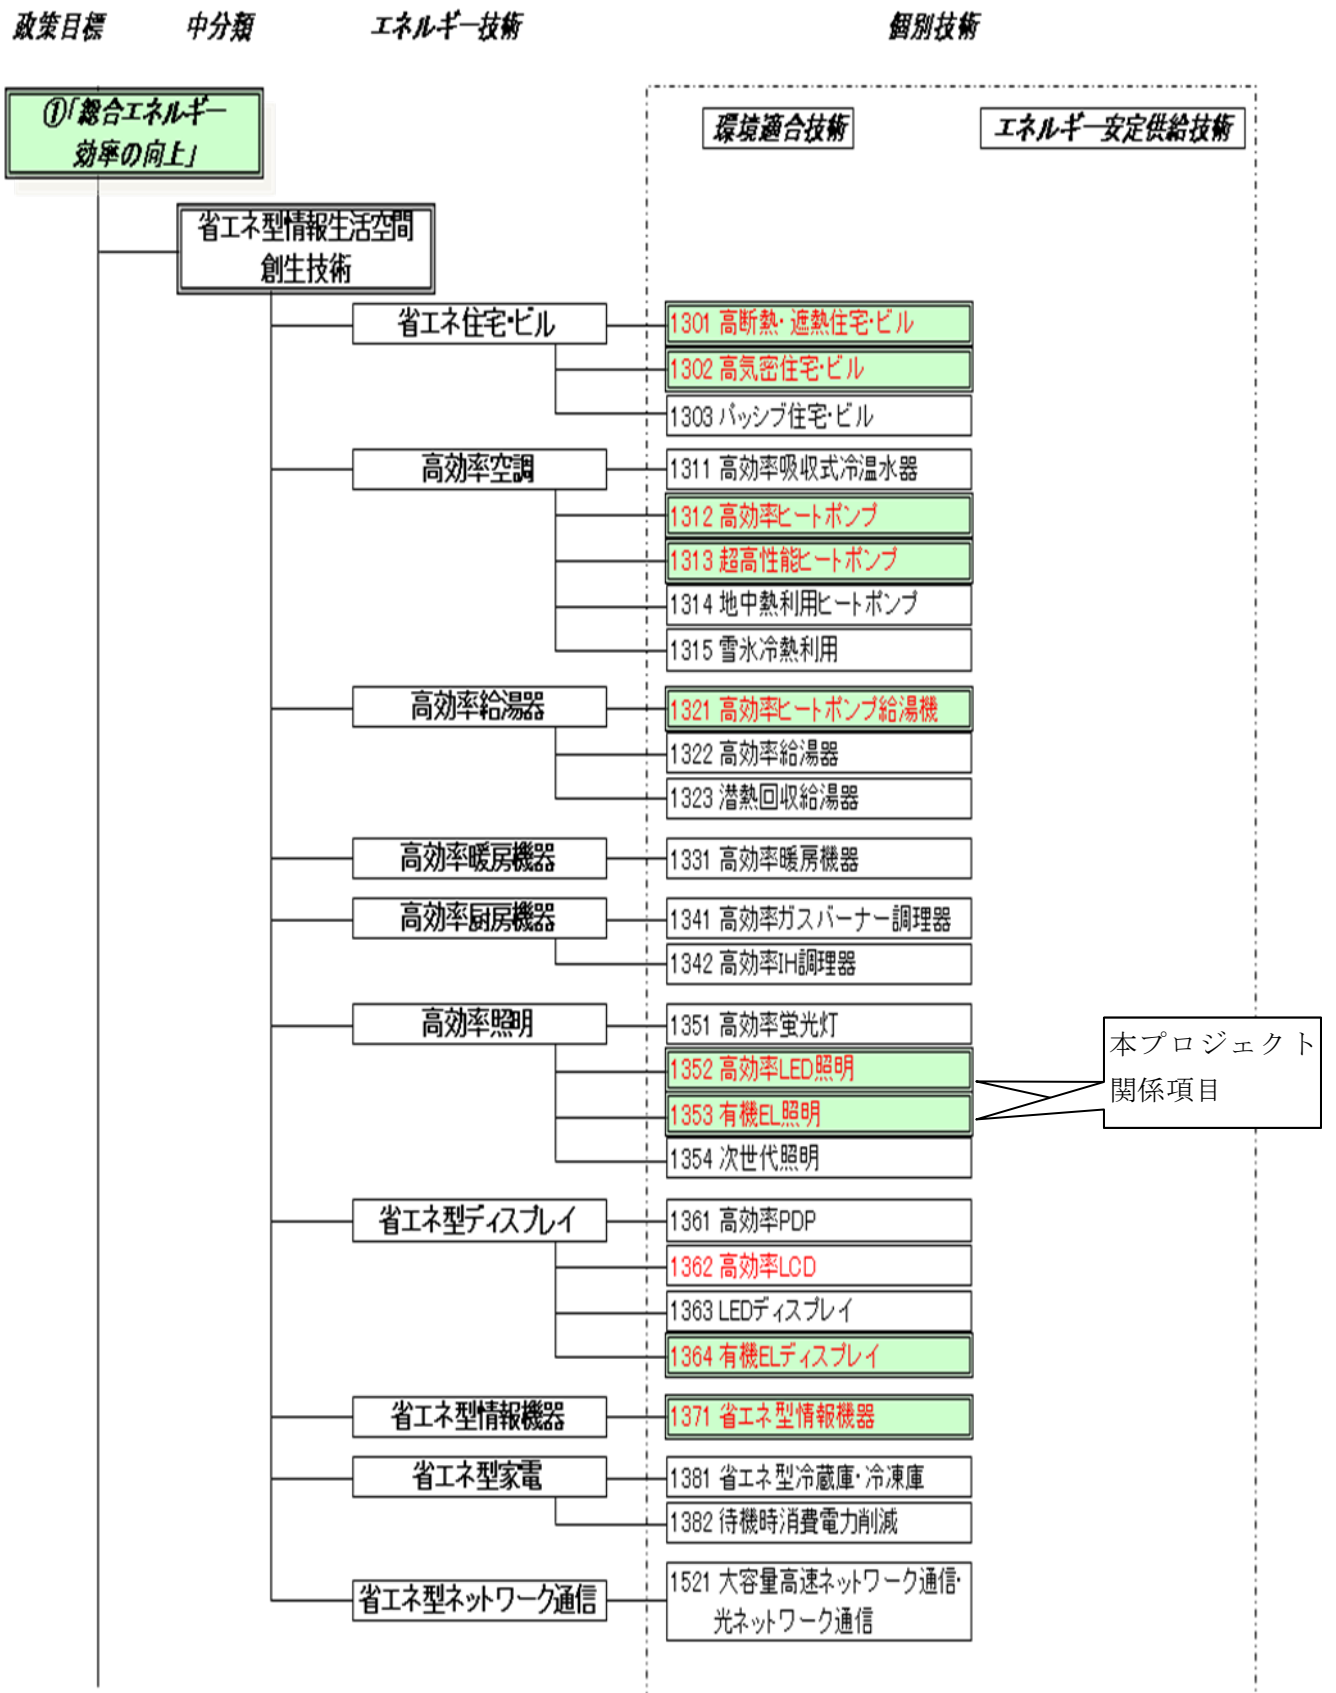 政策目標 中分類 エネルギー技術 個別技術
①「総合エネルギー
効率の向上」
環境適合技術 エネルギー安定供給技術
省エネ型情報生活空間
創生技術
省エネ住宅・ビル 1301 高断熱・遮熱住宅・ビル
1302 高気密住宅・ビル
1303 パッシブ住宅・ビル
高効率空調 1311 高効率吸収式冷温水器
1312 高効率ヒートポンプ
1313 超高性能ヒートポンプ
1314 地中熱利用ヒートポンプ
1315 雪氷冷熱利用
高効率給湯器 1321 高効率ヒートポンプ給湯機
1322 高効率給湯器
1323 潜熱回収給湯器
高効率暖房機器 1331 高効率暖房機器
高効率厨房機器 1341 高効率ガスバーナー調理器
1342 高効率IH調理器
高効率照明 1351 高効率蛍光灯
1352 高効率LED照明
1353 有機EL照明
1354 次世代照明
本プロジェクト
関係項目
省エネ型ディスプレイ 1361 高効率PDP
1362 高効率LCD
1363 LEDディスプレイ
1364 有機ELディスプレイ
省エネ型情報機器 1371 省エネ型情報機器
省エネ型家電 1381 省エネ型冷蔵庫・冷凍庫
1382 待機時消費電力削減
省エネ型ネットワーク通信 1521 大容量高速ネットワーク通信・
光ネットワーク通信